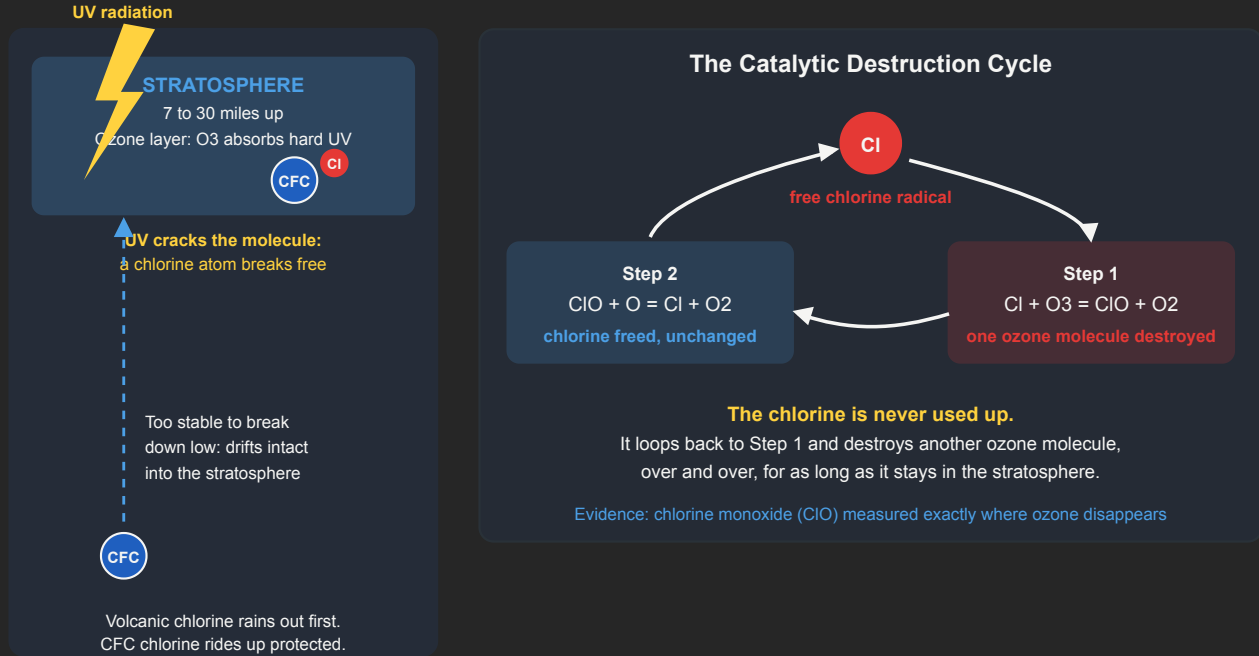 UV radiation
STRATOSPHERE
7 to 30 miles up
Ozone layer: O3 absorbs hard UV
Cl
CFC
UV cracks the molecule:
a chlorine atom breaks free
Too stable to break
down low: drifts intact
into the stratosphere
CFC
Volcanic chlorine rains out first.
CFC chlorine rides up protected.
The Catalytic Destruction Cycle
Cl
free chlorine radical
Step 2
ClO + O = Cl + O2
chlorine freed, unchanged
Step 1
Cl + O3 = ClO + O2
one ozone molecule destroyed
The chlorine is never used up.
It loops back to Step 1 and destroys another ozone molecule,
over and over, for as long as it stays in the stratosphere.
Evidence: chlorine monoxide (ClO) measured exactly where ozone disappears